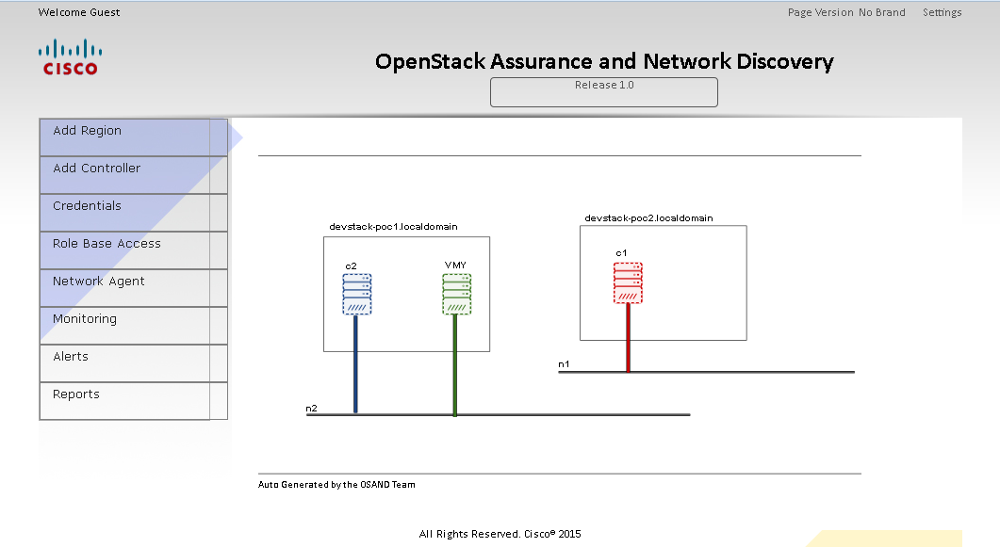 Welcome Guest
Page Version No Brand
Settings
CISCO
OpenStack Assurance and Network Discovery
Release 1.0
Add Region
Add Controller
Credentials
Role Base Access
Network Agent
Monitoring
Alerts
Reports
devstack-poc1.localdomain
devstack-poc2.localdomain
c2
VMY
c1
n1
n2
Auto Generated by the OSAND Team
All Rights Reserved. Cisco® 2015